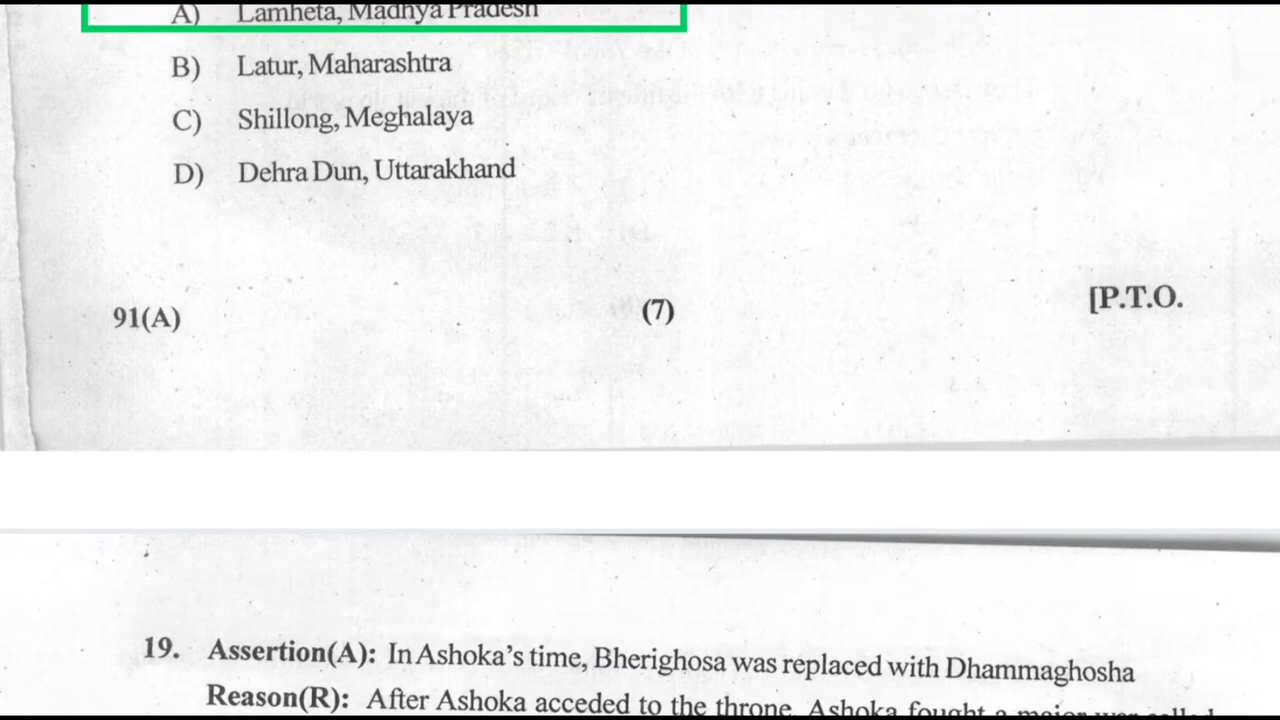 A) Lamheta, Madhya Pradesh
B) Latur, Maharashtra
C) Shillong, Meghalaya
D) Dehra Dun, Uttarakhand
91(A) (7) [P.T.O.
19. Assertion(A): In Ashoka's time, Bherighosa was replaced with Dhammaghosha
Reason(R): After Ashoka acceded to the throne, Ashoka fought a major war called